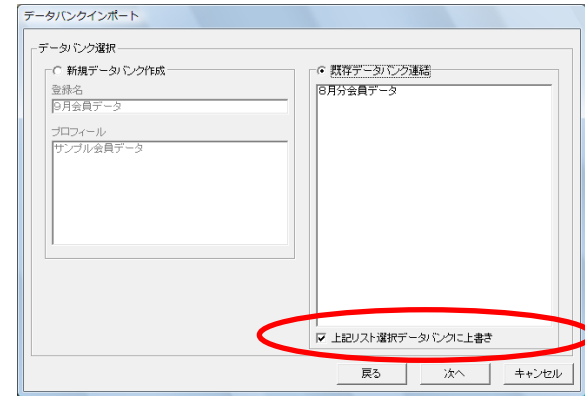 データバンクインポート
データバンク選択
新規データバンク作成
登録名
9月会員データ
プロフィール
サンプル会員データ
既存データバンク連結
8月分会員データ
上記リスト選択データバンクに上書き
戻る
次へ
キャンセル